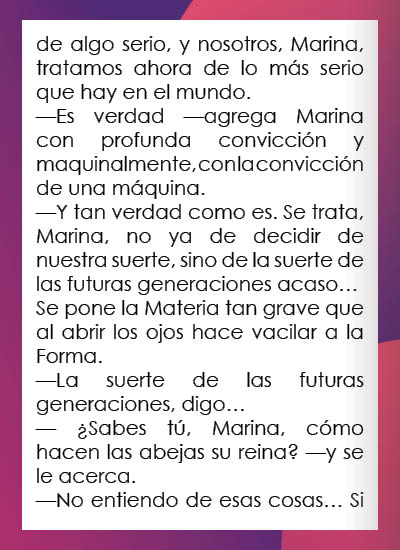 de algo serio, y nosotros, Marina,
tratamos ahora de lo más serio
que hay en el mundo.
—Es verdad —agrega Marina
con profunda convicción y
maquinalmente, con la convicción
de una máquina.
—Y tan verdad como es. Se trata,
Marina, no ya de decidir de
nuestra suerte, sino de la suerte de
las futuras generaciones acaso…
Se pone la Materia tan grave que
al abrir los ojos hace vacilar a la
Forma.
—La suerte de las futuras
generaciones, digo…
— ¿Sabes tú, Marina, cómo
hacen las abejas su reina? —y se
le acerca.
—No entiendo de esas cosas… Si